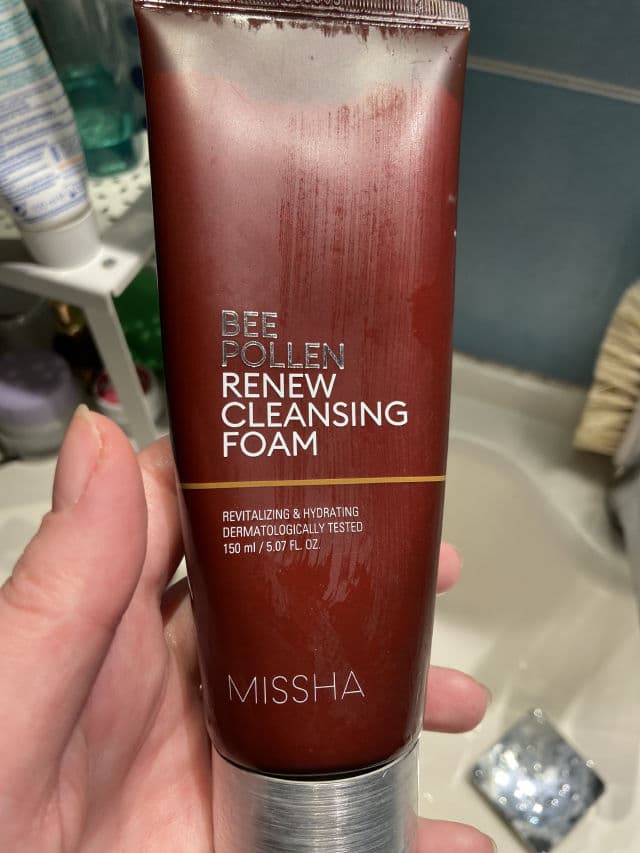 BEE
POLLEN
RENEW
CLEANSING
FOAM
REVITALIZING & HYDRATING
DERMATOLOGICALLY TESTED
150 ml / 5.07 FL. OZ.
MISSHA